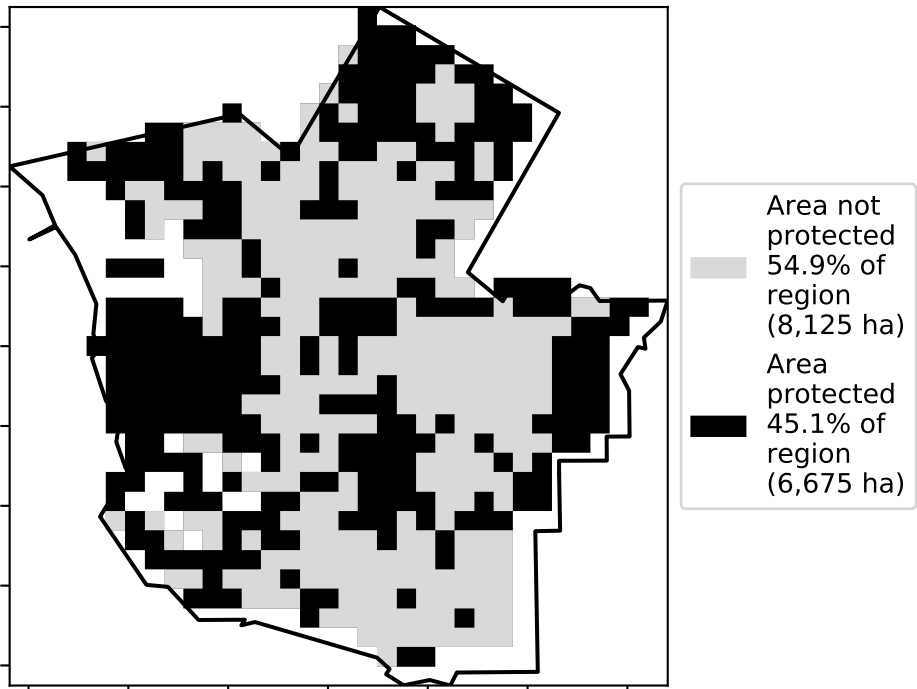 Area not
protected
54.9% of
region
(8,125 ha)
Area
protected
45.1% of
region
(6,675 ha)